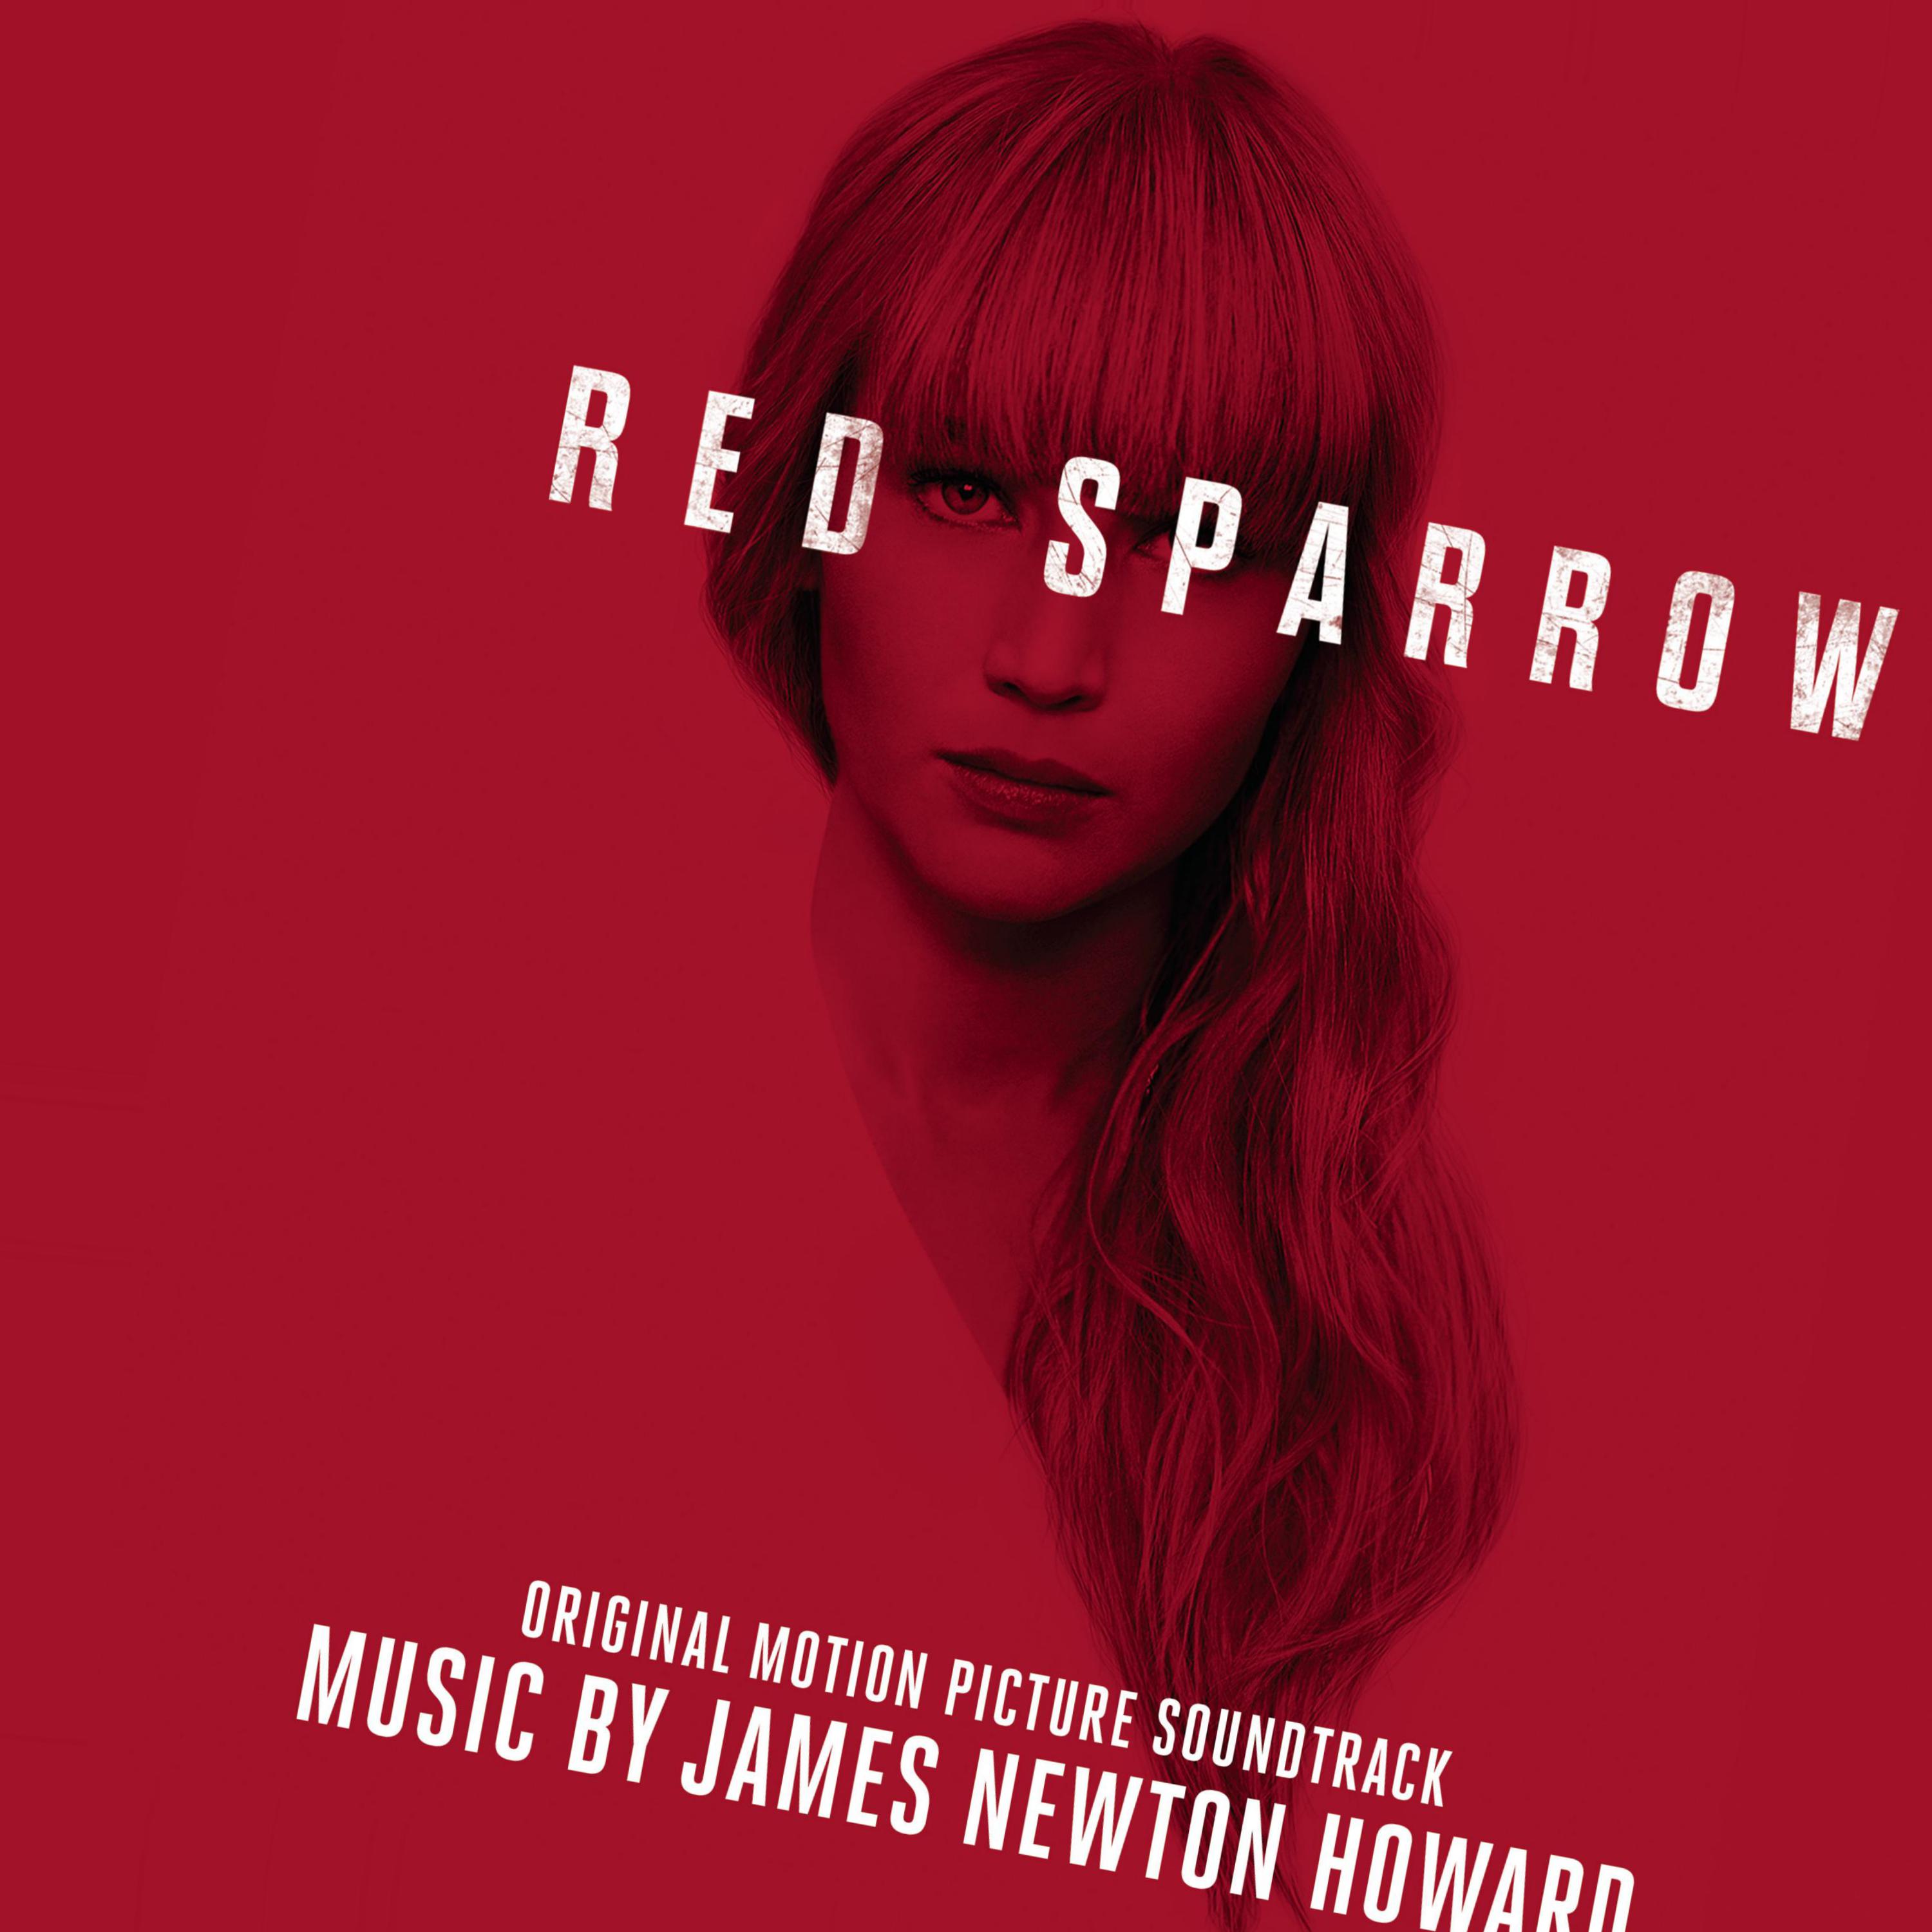 RED SPARROW
ORIGINAL MOTION PICTURE SOUNDTRACK
MUSIC BY JAMES NEWTON HOWARD